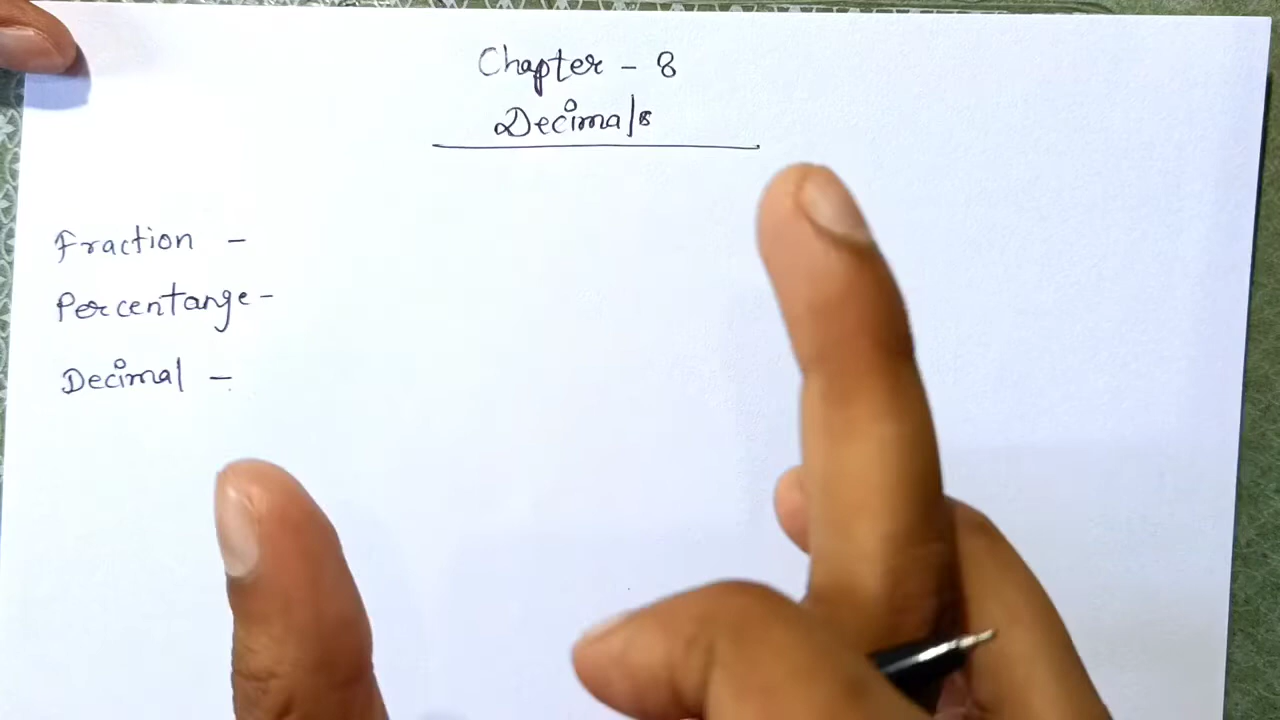 Chapter - 8
Decimals
Fraction -
Percentange -
Decimal -